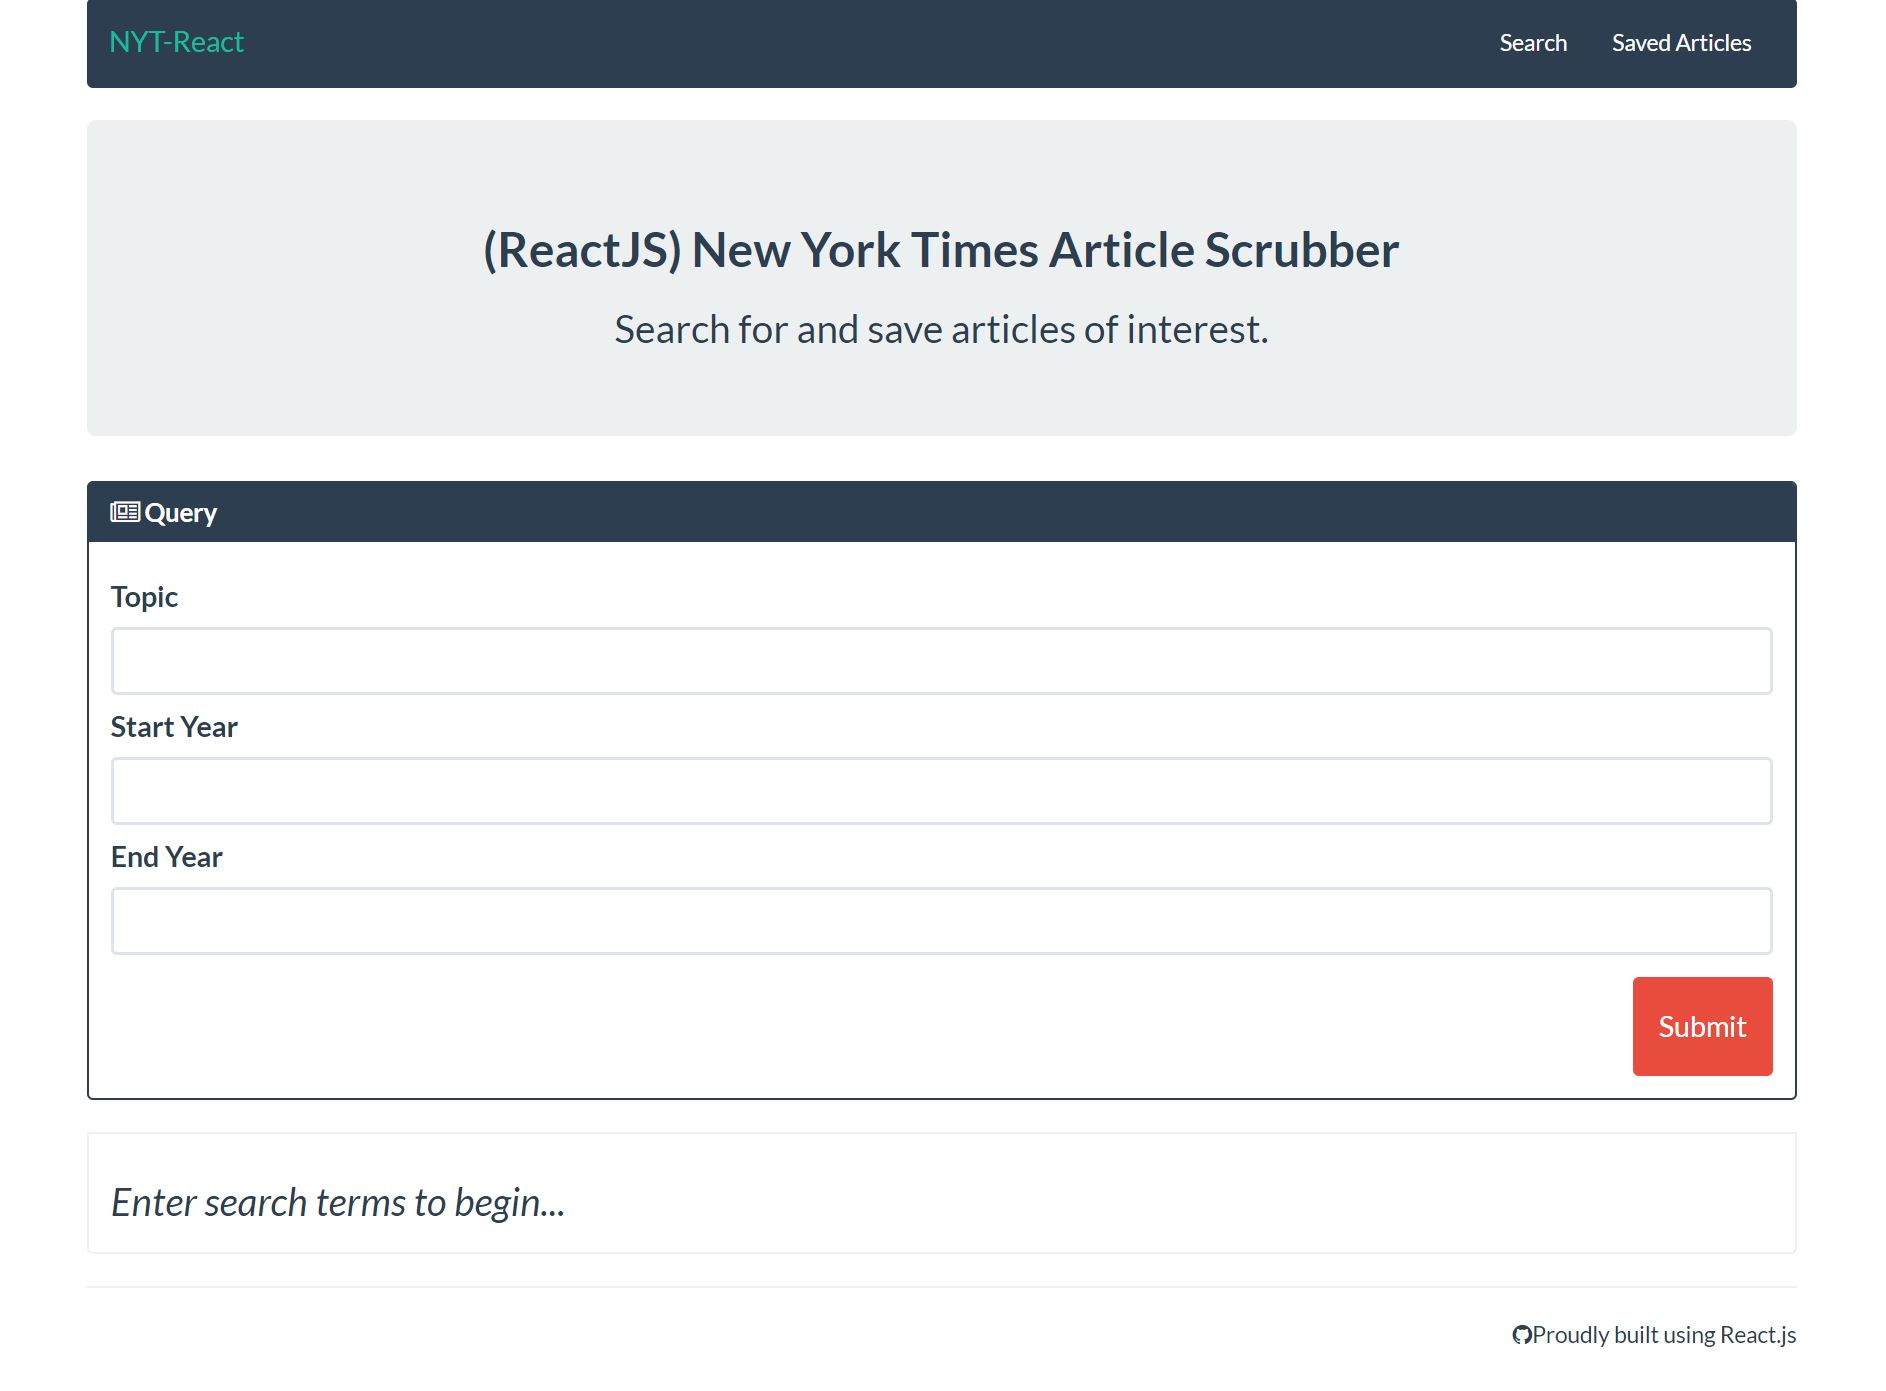 NYT-React
Search
Saved Articles
(ReactJS) New York Times Article Scrubber
Search for and save articles of interest.
Query
Topic
Start Year
End Year
Submit
Enter search terms to begin...
Proudly built using React.js